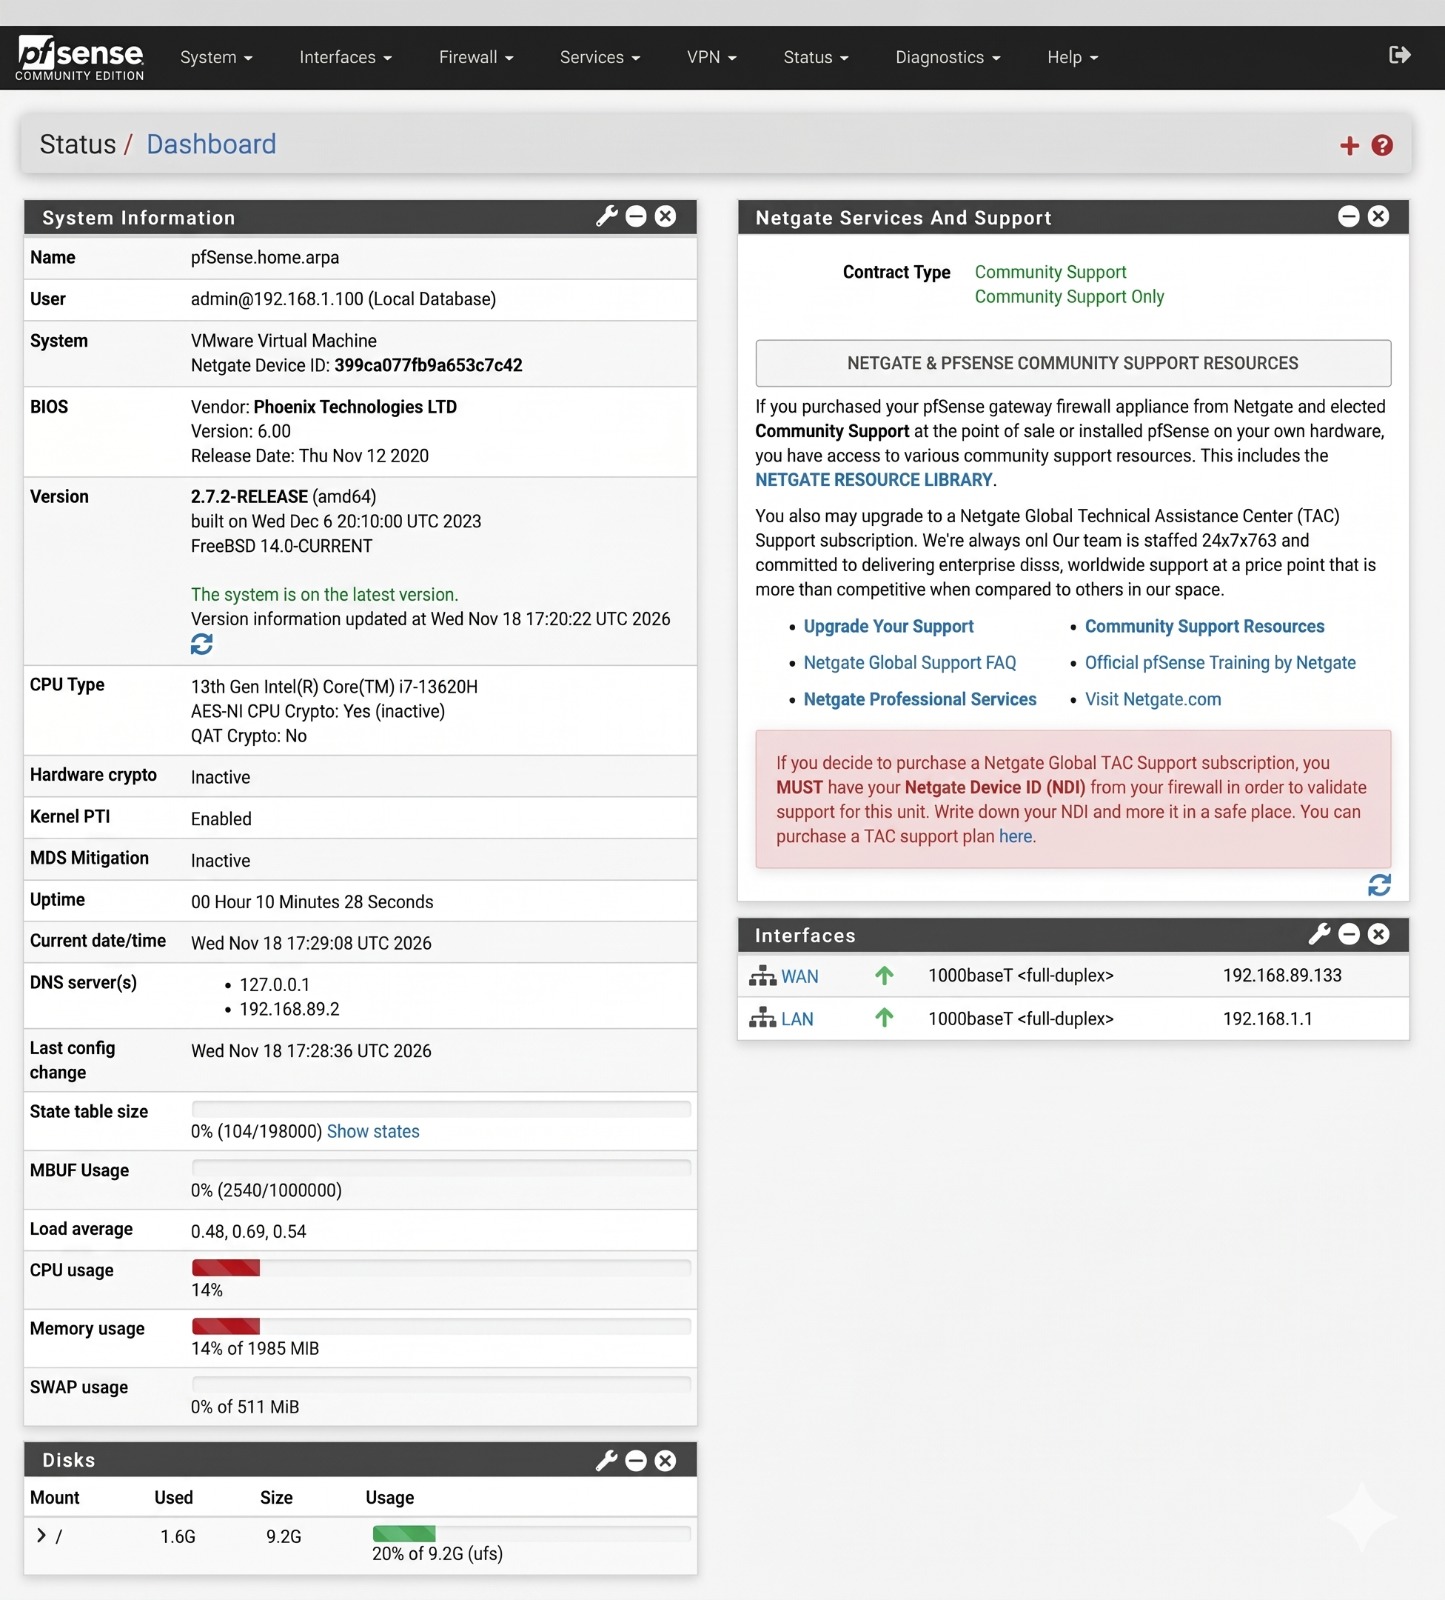 pfsense
COMMUNITY EDITION
System
Interfaces
Firewall
Services
VPN
Status
Diagnostics
Help
Status / Dashboard
System Information
Name pfSense.home.arpa
User admin@192.168.1.100 (Local Database)
System VMware Virtual Machine
Netgate Device ID: 399ca077fb9a653c7c42
BIOS Vendor: Phoenix Technologies LTD
Version: 6.00
Release Date: Thu Nov 12 2020
Version 2.7.2-RELEASE (amd64)
built on Wed Dec 6 20:10:00 UTC 2023
FreeBSD 14.0-CURRENT
The system is on the latest version.
Version information updated at Wed Nov 18 17:20:22 UTC 2026
CPU Type 13th Gen Intel(R) Core(TM) i7-13620H
AES-NI CPU Crypto: Yes (inactive)
QAT Crypto: No
Hardware crypto Inactive
Kernel PTI Enabled
MDS Mitigation Inactive
Uptime 00 Hour 10 Minutes 28 Seconds
Current date/time Wed Nov 18 17:29:08 UTC 2026
DNS server(s) • 127.0.0.1
• 192.168.89.2
Last config Wed Nov 18 17:28:36 UTC 2026
change
State table size
0% (104/198000) Show states
MBUF Usage
0% (2540/1000000)
Load average 0.48, 0.69, 0.54
CPU usage
14%
Memory usage
14% of 1985 MIB
SWAP usage
0% of 511 MiB
Disks
Mount Used Size Usage
/ 1.6G 9.2G
20% of 9.2G (ufs)
Netgate Services And Support
Contract Type Community Support
Community Support Only
NETGATE & PFSENSE COMMUNITY SUPPORT RESOURCES
If you purchased your pfSense gateway firewall appliance from Netgate and elected
Community Support at the point of sale or installed pfSense on your own hardware,
you have access to various community support resources. This includes the
NETGATE RESOURCE LIBRARY.
You also may upgrade to a Netgate Global Technical Assistance Center (TAC)
Support subscription. We're always onl Our team is staffed 24x7x763 and
committed to delivering enterprise disss, worldwide support at a price point that is
more than competitive when compared to others in our space.
• Upgrade Your Support • Community Support Resources
• Netgate Global Support FAQ • Official pfSense Training by Netgate
• Netgate Professional Services • Visit Netgate.com
If you decide to purchase a Netgate Global TAC Support subscription, you
MUST have your Netgate Device ID (NDI) from your firewall in order to validate
support for this unit. Write down your NDI and more it in a safe place. You can
purchase a TAC support plan here.
Interfaces
WAN 1000baseT <full-duplex> 192.168.89.133
LAN 1000baseT <full-duplex> 192.168.1.1